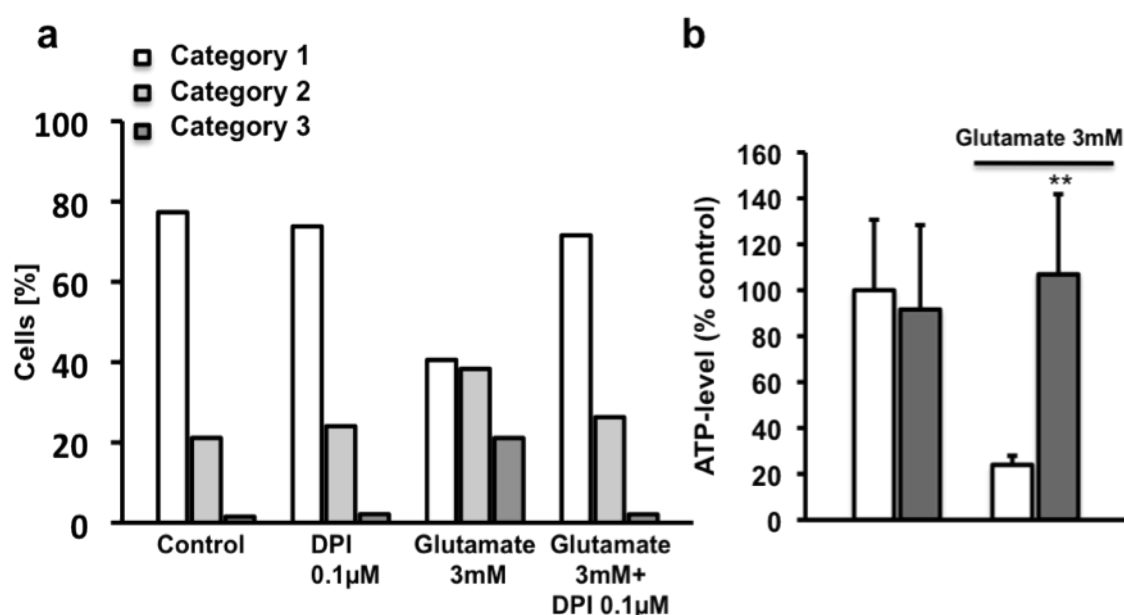 a
Category 1
Category 2
Category 3
100
80
60
40
20
0
Cells [%]
Control
DPI
0.1µM
Glutamate
3mM
Glutamate
3mM+
DPI 0.1µM
b
Glutamate 3mM
**
160
140
120
100
80
60
40
20
0
ATP-level (% control)